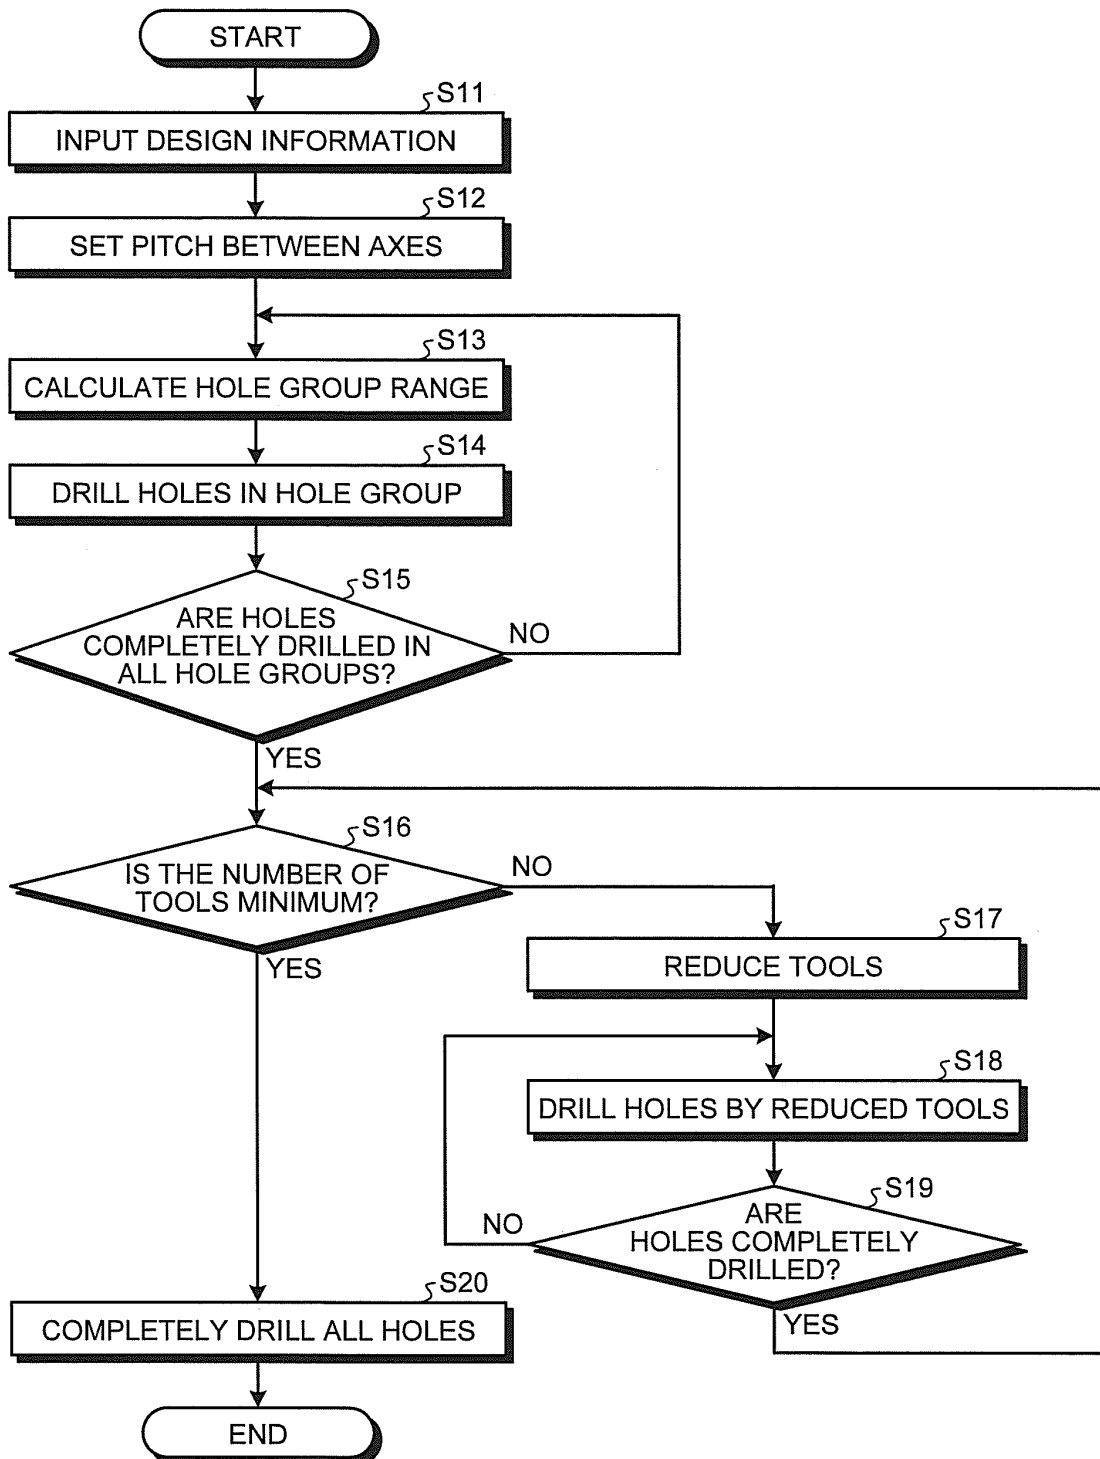 START
S11
INPUT DESIGN INFORMATION
S12
SET PITCH BETWEEN AXES
S13
CALCULATE HOLE GROUP RANGE
S14
DRILL HOLES IN HOLE GROUP
S15
ARE HOLES
COMPLETELY DRILLED IN
ALL HOLE GROUPS?
NO
YES
S16
IS THE NUMBER OF
TOOLS MINIMUM?
NO
YES
S17
REDUCE TOOLS
S18
DRILL HOLES BY REDUCED TOOLS
S19
ARE
HOLES COMPLETELY
DRILLED?
NO
YES
S20
COMPLETELY DRILL ALL HOLES
END